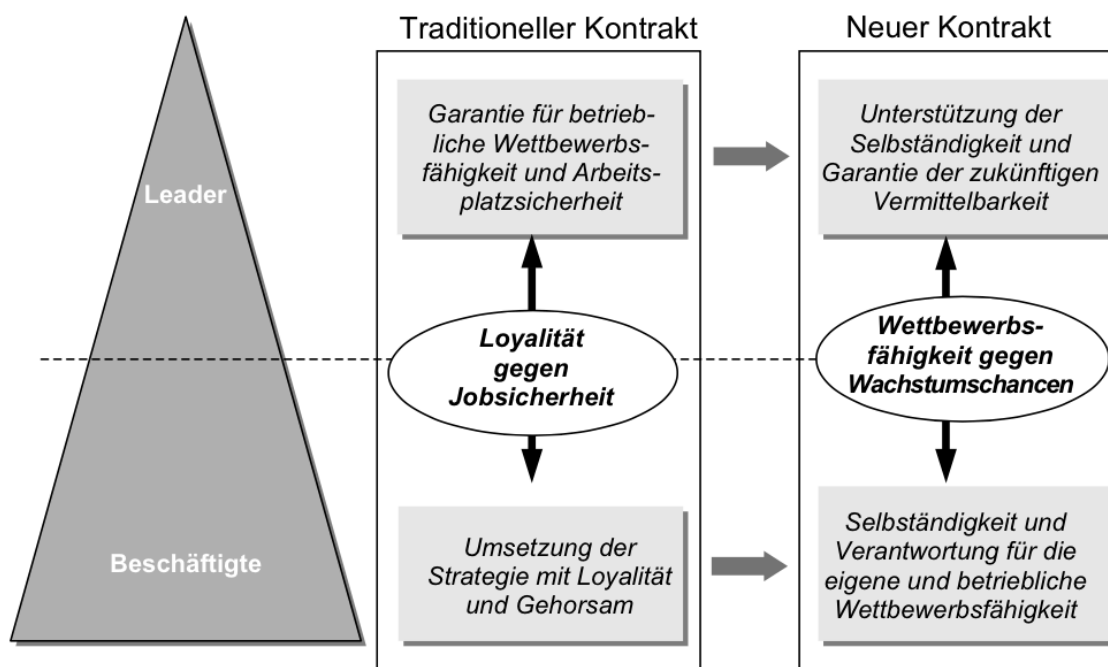 Traditioneller Kontrakt
Neuer Kontrakt
Leader
Garantie für betrieb-
liche Wettbewerbs-
fähigkeit und Arbeits-
platzsicherheit
Unterstützung der
Selbständigkeit und
Garantie der zukünftigen
Vermittelbarkeit
Loyalität
gegen
Jobsicherheit
Wettbewerbs-
fähigkeit gegen
Wachstumschancen
Beschäftigte
Umsetzung der
Strategie mit Loyalität
und Gehorsam
Selbständigkeit und
Verantwortung für die
eigene und betriebliche
Wettbewerbsfähigkeit